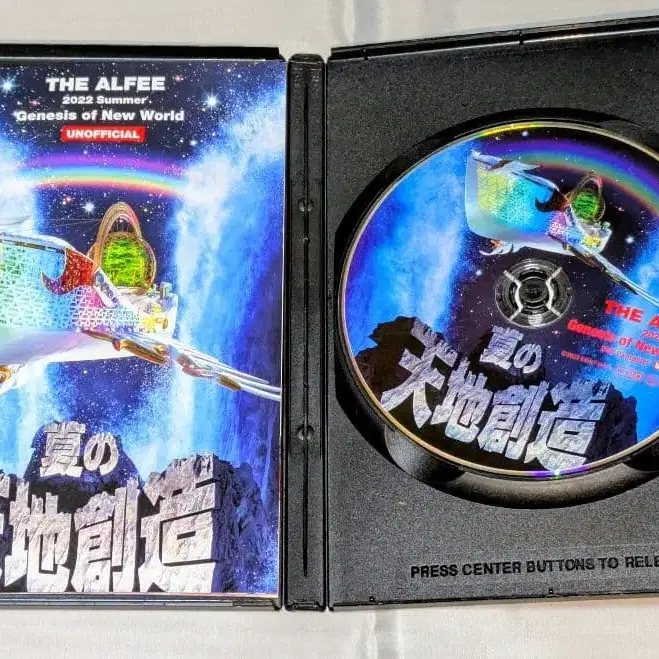 THE ALFEE
2022 Summer
Genesis of New World
UNOFFICIAL
夏の
天地創造
THE A
Genesis of New
夏の
天地創造
PRESS CENTER BUTTONS TO RELE